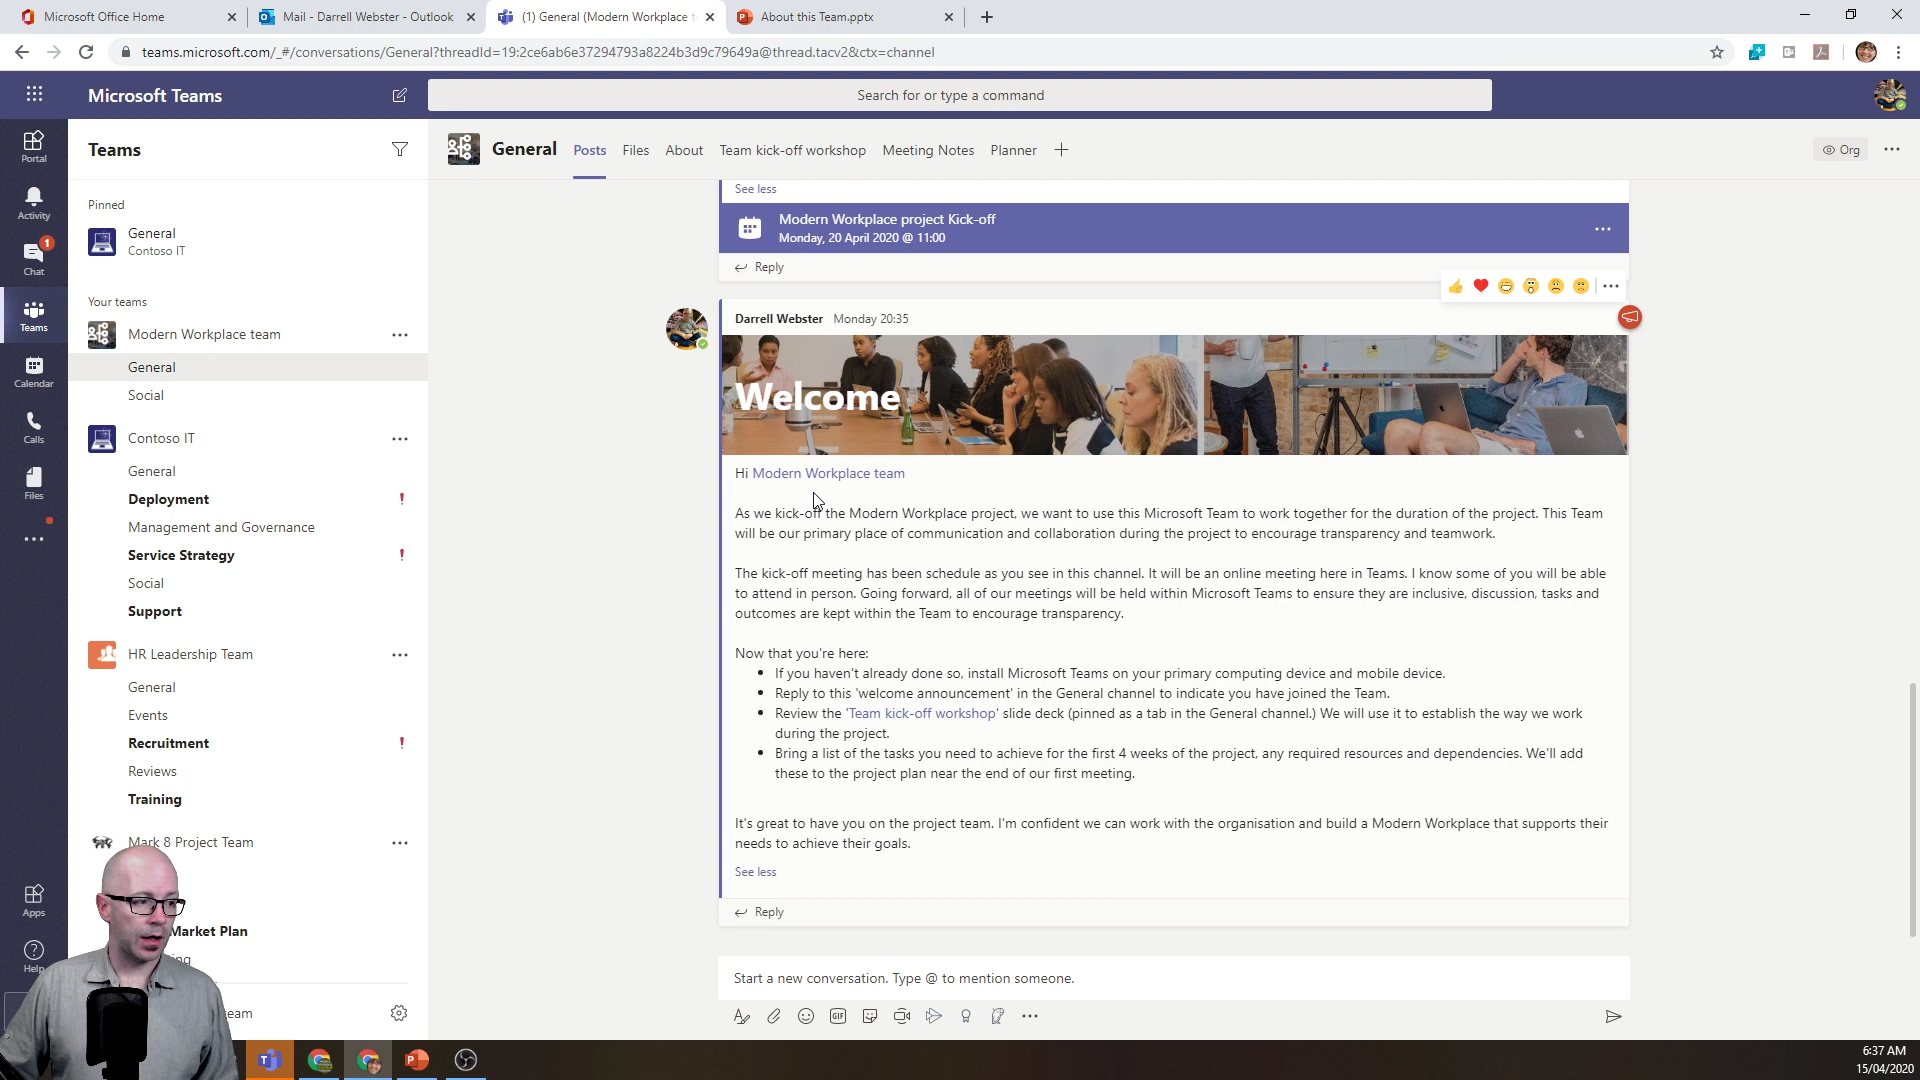 Microsoft Office Home
Mail - Darrell Webster - Outlook
(1) General (Modern Workplace t
About this Team.pptx
teams.microsoft.com/_#/conversations/General?threadId=19:2ce6ab6e37294793a8224b3d9c79649a@thread.tacv2&ctx=channel
Microsoft Teams
Search for or type a command
Portal
Activity
Chat
1
Teams
Calendar
Calls
Files
Apps
Help
Teams
Pinned
General
Contoso IT
Your teams
Modern Workplace team
General
Social
Contoso IT
General
Deployment
Management and Governance
Service Strategy
Social
Support
HR Leadership Team
General
Events
Recruitment
Reviews
Training
Mark 8 Project Team
Market Plan
ing
eam
General
Posts
Files
About
Team kick-off workshop
Meeting Notes
Planner
Org
See less
Modern Workplace project Kick-off
Monday, 20 April 2020 @ 11:00
Reply
Darrell Webster Monday 20:35
Welcome
Hi Modern Workplace team
As we kick-off the Modern Workplace project, we want to use this Microsoft Team to work together for the duration of the project. This Team
will be our primary place of communication and collaboration during the project to encourage transparency and teamwork.
The kick-off meeting has been schedule as you see in this channel. It will be an online meeting here in Teams. I know some of you will be able
to attend in person. Going forward, all of our meetings will be held within Microsoft Teams to ensure they are inclusive, discussion, tasks and
outcomes are kept within the Team to encourage transparency.
Now that you're here:
• If you haven't already done so, install Microsoft Teams on your primary computing device and mobile device.
• Reply to this 'welcome announcement' in the General channel to indicate you have joined the Team.
• Review the 'Team kick-off workshop' slide deck (pinned as a tab in the General channel.) We will use it to establish the way we work
during the project.
• Bring a list of the tasks you need to achieve for the first 4 weeks of the project, any required resources and dependencies. We'll add
these to the project plan near the end of our first meeting.
It's great to have you on the project team. I'm confident we can work with the organisation and build a Modern Workplace that supports their
needs to achieve their goals.
See less
Reply
Start a new conversation. Type @ to mention someone.
GIF
6:37 AM
15/04/2020